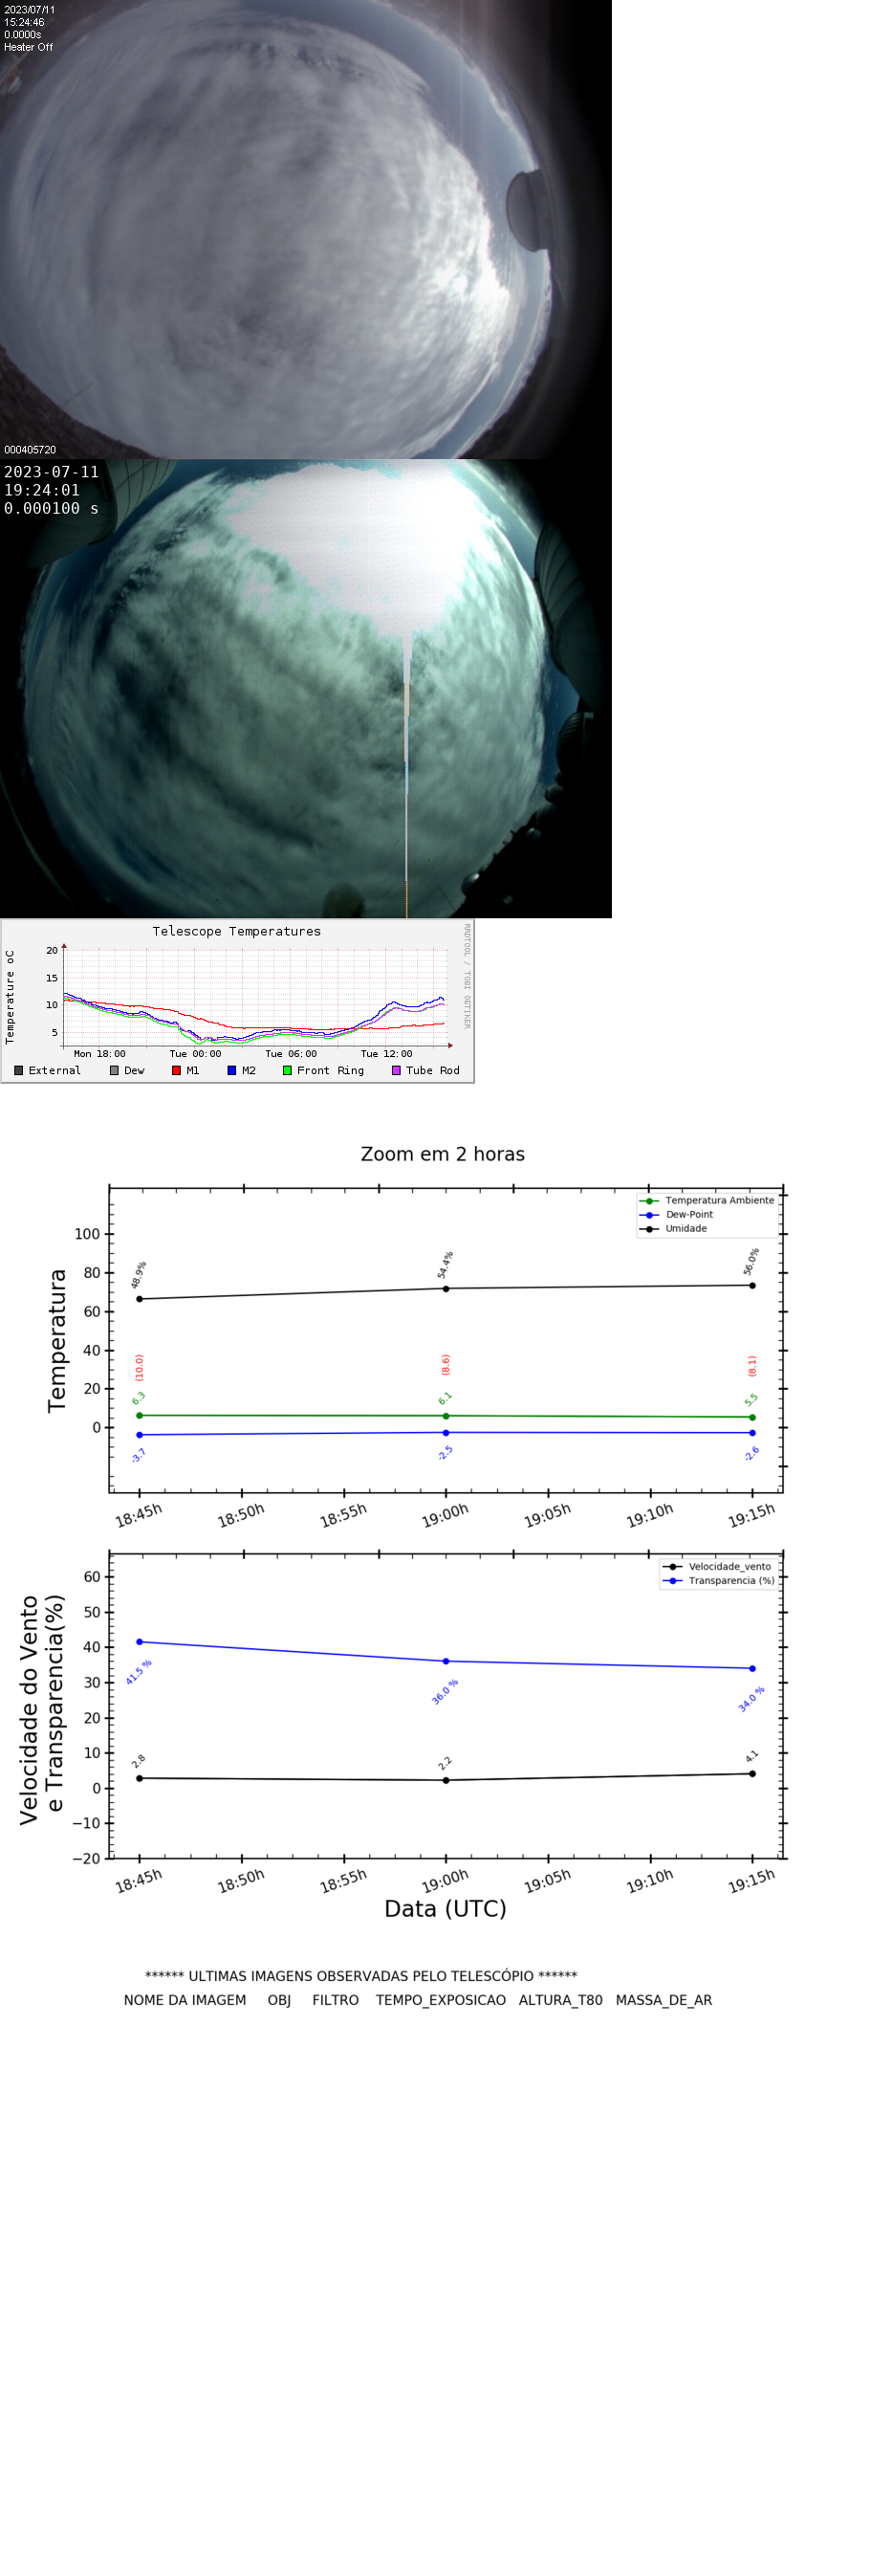 2023/07/11
15:24:46
0.0000s
Heater Off
000405720
2023-07-11
19:24:01
0.000100 s
Telescope Temperatures
RRDTOOL / TOBI OETIKER
Temperature oC
20
15
10
5
Mon 18:00 Tue 00:00 Tue 06:00 Tue 12:00
External Dew M1 M2 Front Ring Tube Rod
Zoom em 2 horas
Temperatura Ambiente
Dew-Point
Umidade
Temperatura
100
80
60
40
20
0
48.9% 54.4% 56.0%
(10.0) (8.6) (8.1)
6.3 6.1 5.5
-3.7 -2.5 -2.6
18:45h 18:50h 18:55h 19:00h 19:05h 19:10h 19:15h
Velocidade_vento
Transparencia (%)
Velocidade do Vento
e Transparencia(%)
60
50
40
30
20
10
0
−10
−20
41.5 % 36.0 % 34.0 %
2.8 2.2 4.1
18:45h 18:50h 18:55h 19:00h 19:05h 19:10h 19:15h
Data (UTC)
****** ULTIMAS IMAGENS OBSERVADAS PELO TELESCÓPIO ******
NOME DA IMAGEM OBJ FILTRO TEMPO_EXPOSICAO ALTURA_T80 MASSA_DE_AR